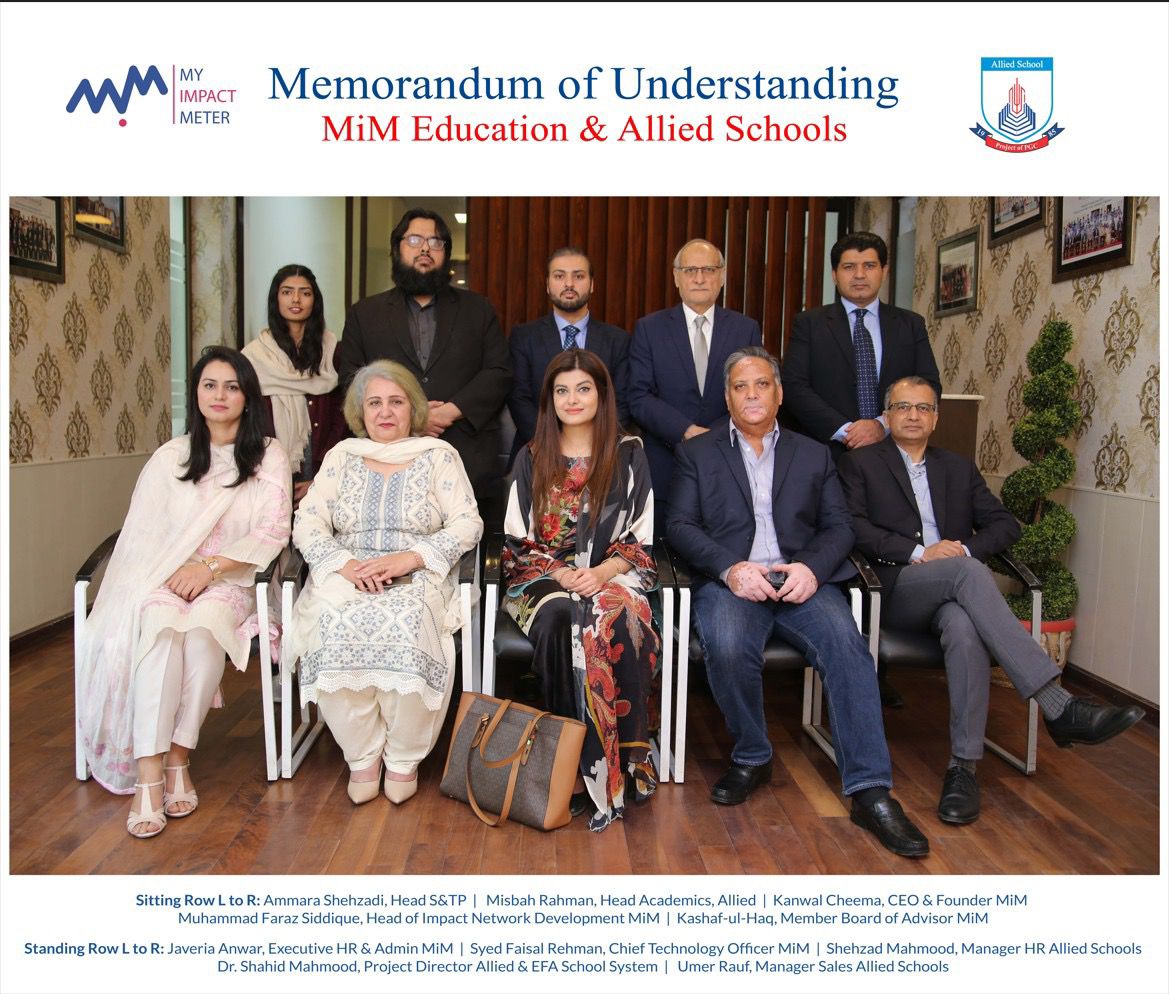 MY
IMPACT
METER
Memorandum of Understanding
MiM Education & Allied Schools
Allied School
1985
Project of PGC
Sitting Row L to R: Ammara Shehzadi, Head S&TP | Misbah Rahman, Head Academics, Allied | Kanwal Cheema, CEO & Founder MiM
Muhammad Faraz Siddique, Head of Impact Network Development MiM | Kashaf-ul-Haq, Member Board of Advisor MiM
Standing Row L to R: Javeria Anwar, Executive HR & Admin MiM | Syed Faisal Rehman, Chief Technology Officer MiM | Shehzad Mahmood, Manager HR Allied Schools
Dr. Shahid Mahmood, Project Director Allied & EFA School System | Umer Rauf, Manager Sales Allied Schools